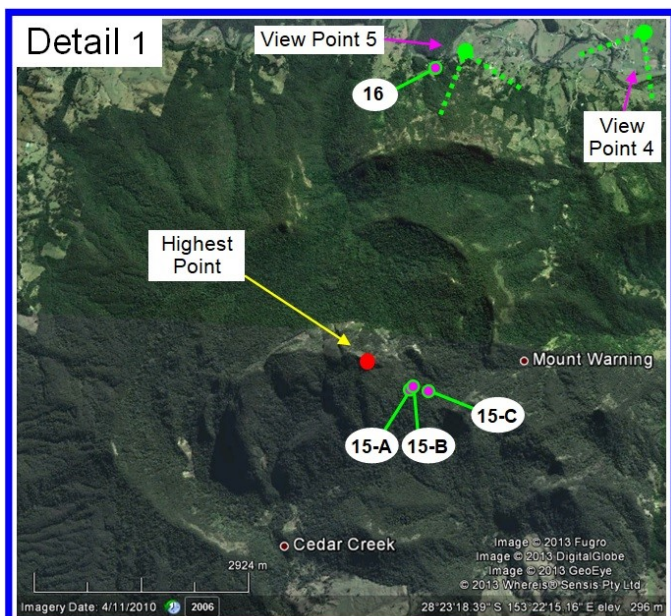 Detail 1
View Point 5
16
View
Point 4
Highest
Point
Mount Warning
15-A
15-B
15-C
Cedar Creek
2924 m
Image © 2013 Fugro
Image © 2013 DigitalGlobe
Image © 2013 GeoEye
© 2013 Whereis® Sensis Pty Ltd
Imagery Date: 4/11/2010
2006
28°23'18.39" S 153°22'15.16" E elev 296 m